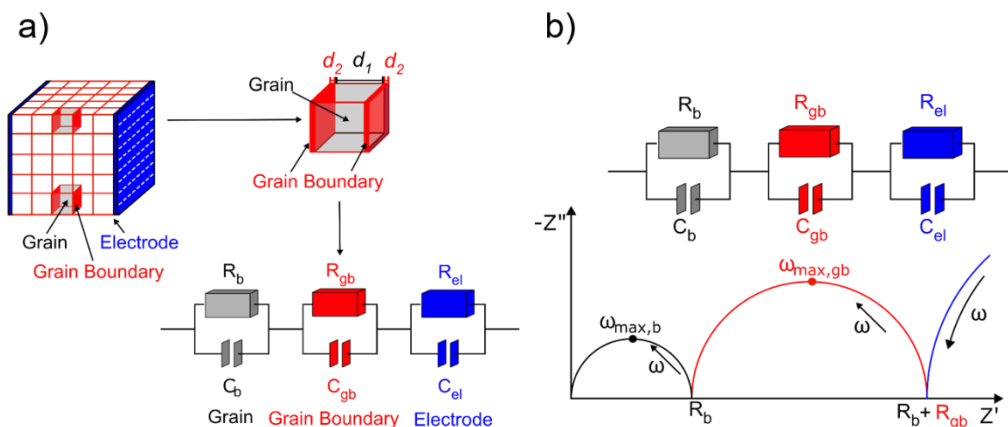 a)
d2 d1 d2
Grain
Grain Boundary
Grain
Electrode
Grain Boundary
Rb Rgb Rel
Cb Cgb Cel
Grain Grain Boundary Electrode
b)
Rb Rgb Rel
Cb Cgb Cel
-Z"
ωmax,b
ω
ωmax,gb
ω
ω
Rb
Rb+ Rgb
Z'